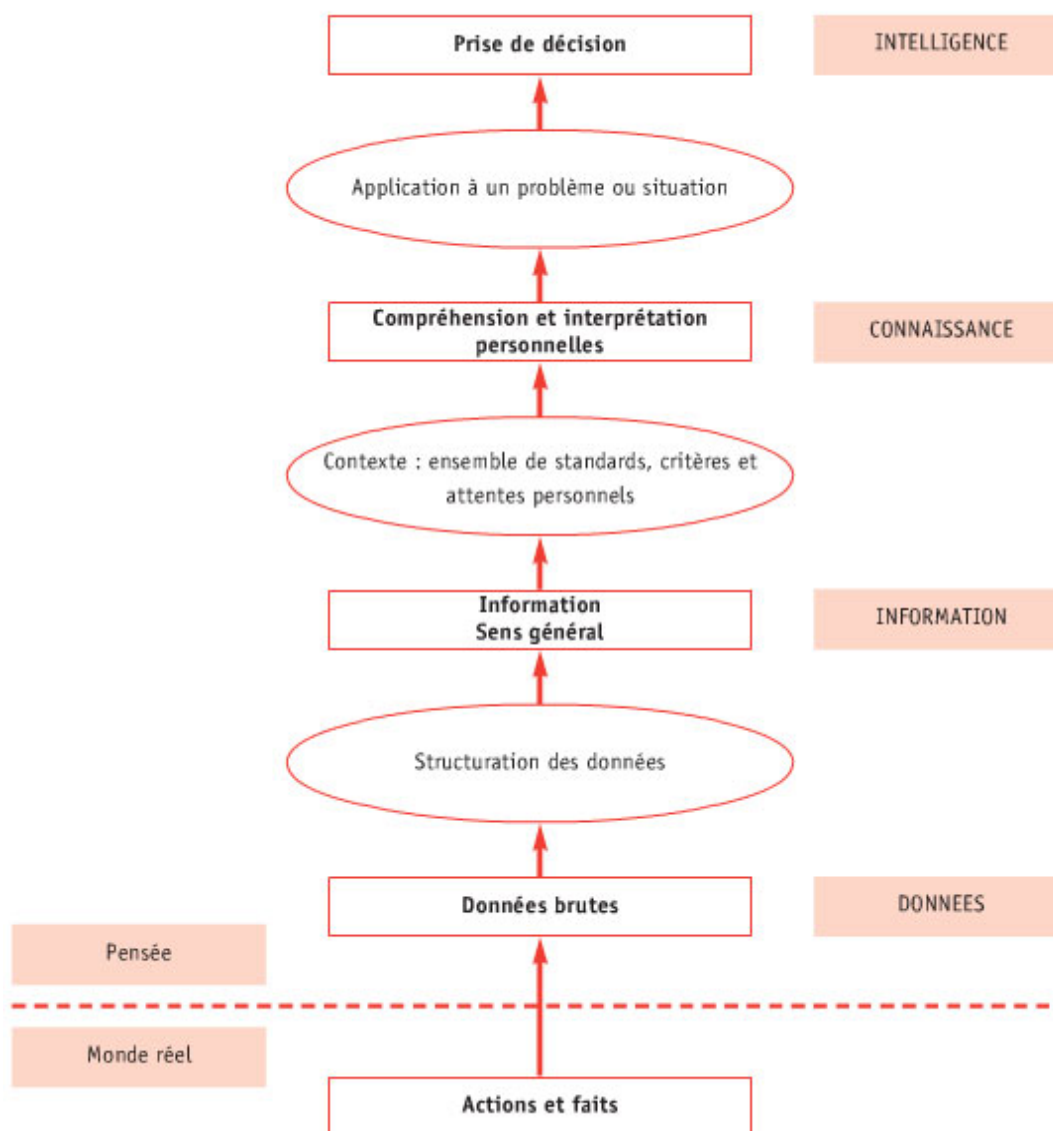 Prise de décision
INTELLIGENCE
Application à un problème ou situation
Compréhension et interprétation
personnelles
CONNAISSANCE
Contexte : ensemble de standards, critères et
attentes personnels
Information
Sens général
INFORMATION
Structuration des données
Données brutes
DONNEES
Pensée
Monde réel
Actions et faits